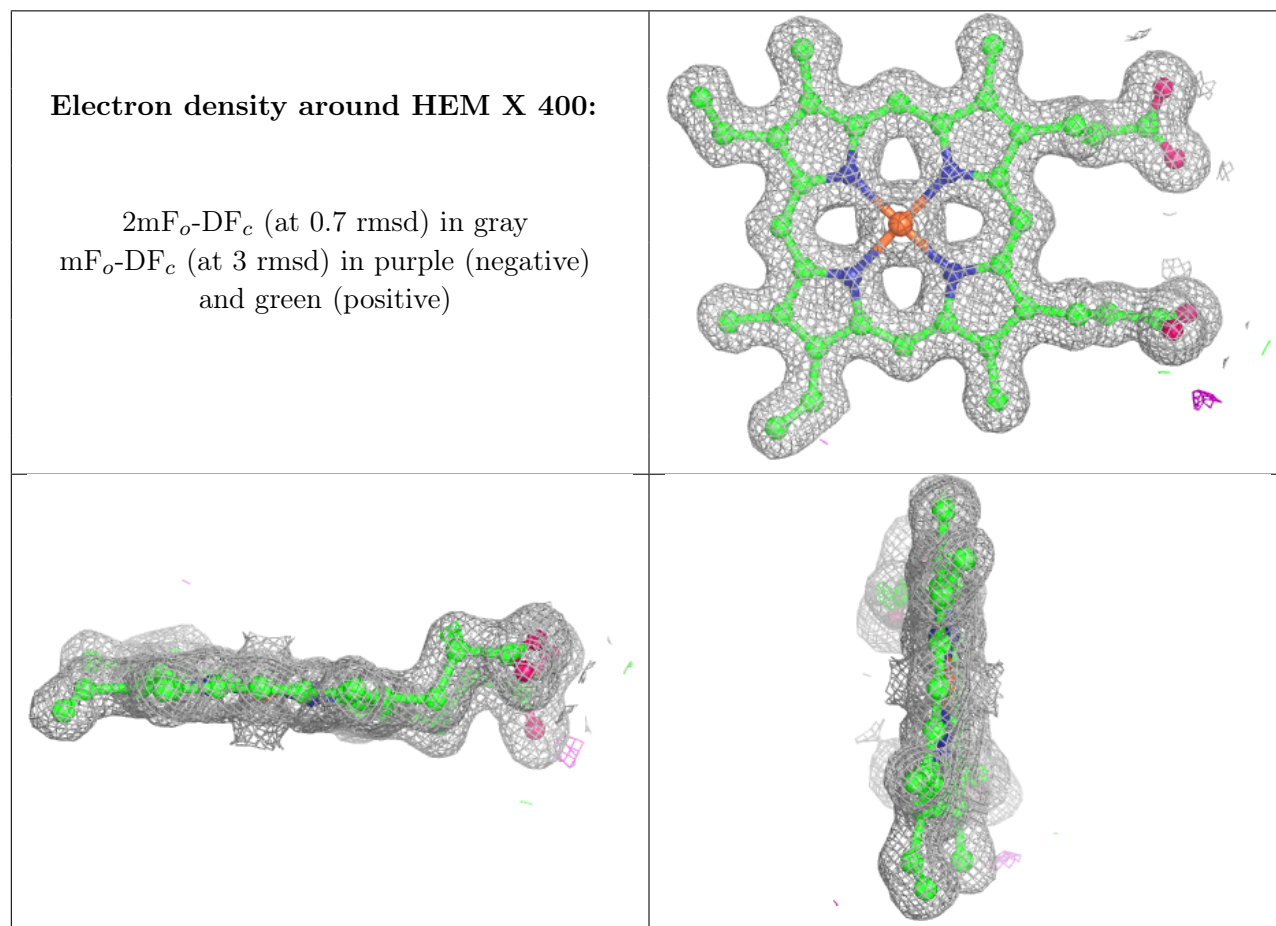 Electron density around HEM X 400:
2mFo-DFc (at 0.7 rmsd) in gray
mFo-DFc (at 3 rmsd) in purple (negative)
and green (positive)